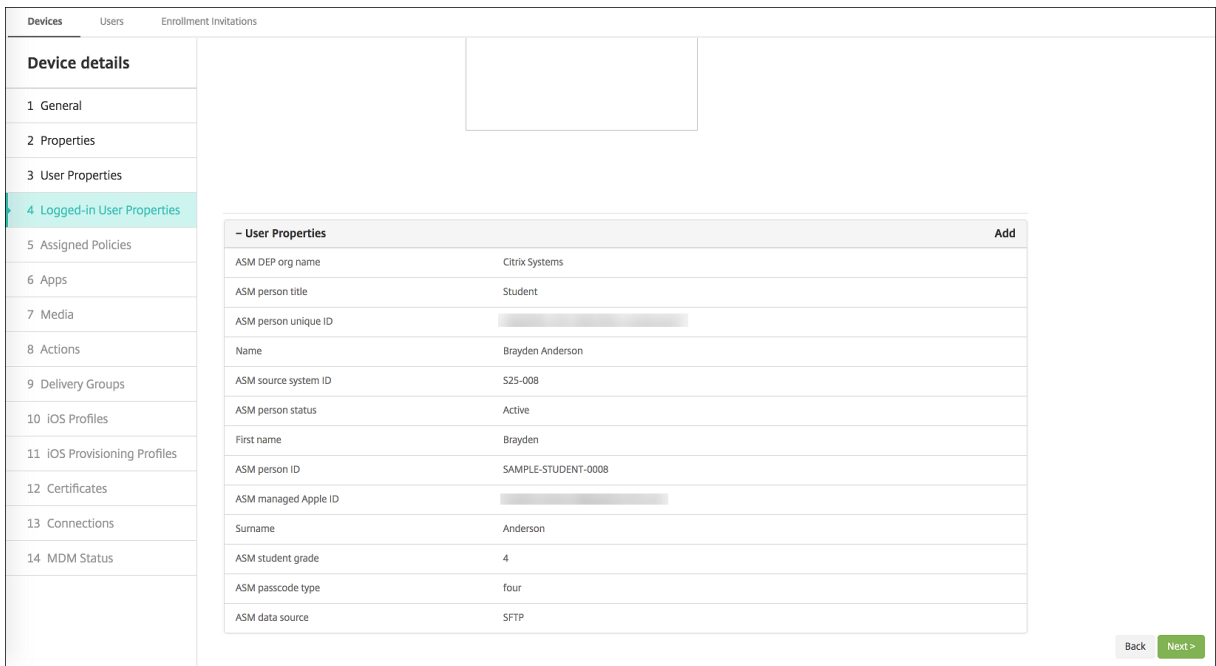 Devices Users Enrollment Invitations
Device details
1 General
2 Properties
3 User Properties
4 Logged-in User Properties
5 Assigned Policies
6 Apps
7 Media
8 Actions
9 Delivery Groups
10 iOS Profiles
11 iOS Provisioning Profiles
12 Certificates
13 Connections
14 MDM Status
– User Properties Add
ASM DEP org name Citrix Systems
ASM person title Student
ASM person unique ID
Name Brayden Anderson
ASM source system ID S25-008
ASM person status Active
First name Brayden
ASM person ID SAMPLE-STUDENT-0008
ASM managed Apple ID
Surname Anderson
ASM student grade 4
ASM passcode type four
ASM data source SFTP
Back Next >